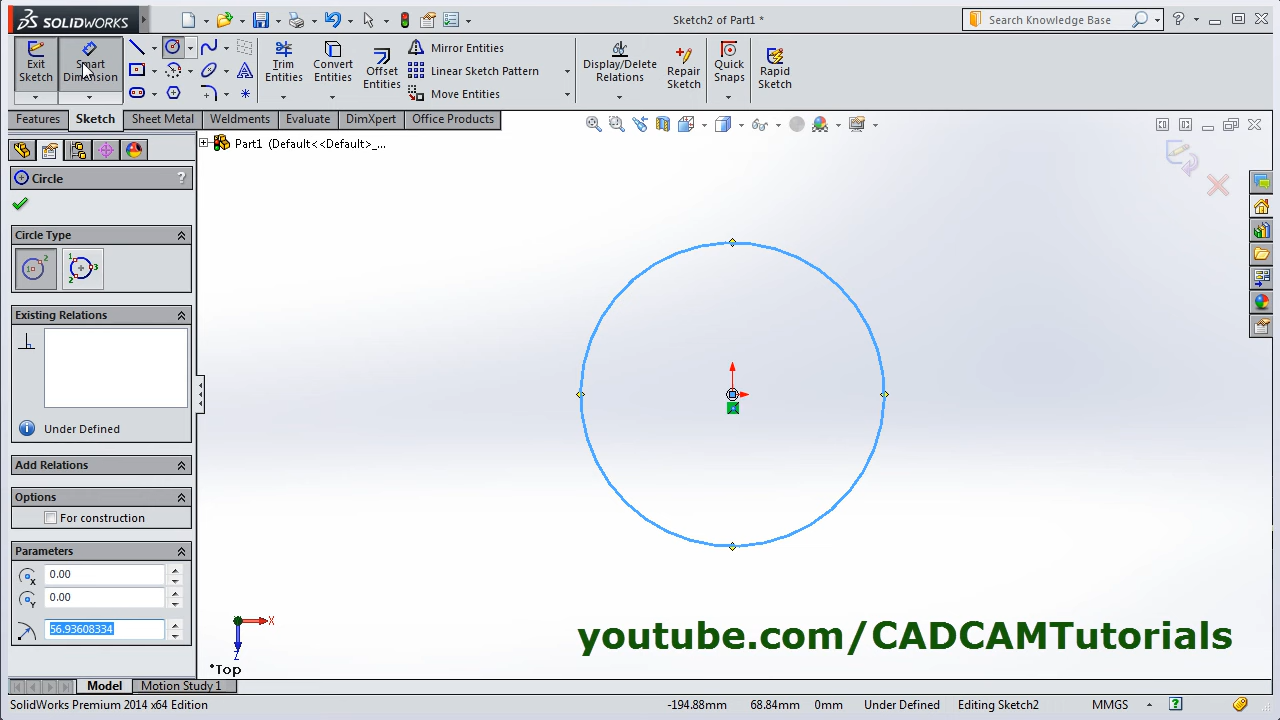 SOLIDWORKS
Sketch2 of Part1 *
Search Knowledge Base
Exit Sketch
Smart Dimension
Trim Entities
Convert Entities
Offset Entities
Mirror Entities
Linear Sketch Pattern
Move Entities
Display/Delete Relations
Repair Sketch
Quick Snaps
Rapid Sketch
Features
Sketch
Sheet Metal
Weldments
Evaluate
DimXpert
Office Products
Part1 (Default<<Default>_...
Circle
?
Circle Type
Existing Relations
Under Defined
Add Relations
Options
For construction
Parameters
0.00
0.00
56.93608334
X
Z
*Top
youtube.com/CADCAMTutorials
Model
Motion Study 1
SolidWorks Premium 2014 x64 Edition
-194.88mm
68.84mm
0mm
Under Defined
Editing Sketch2
MMGS